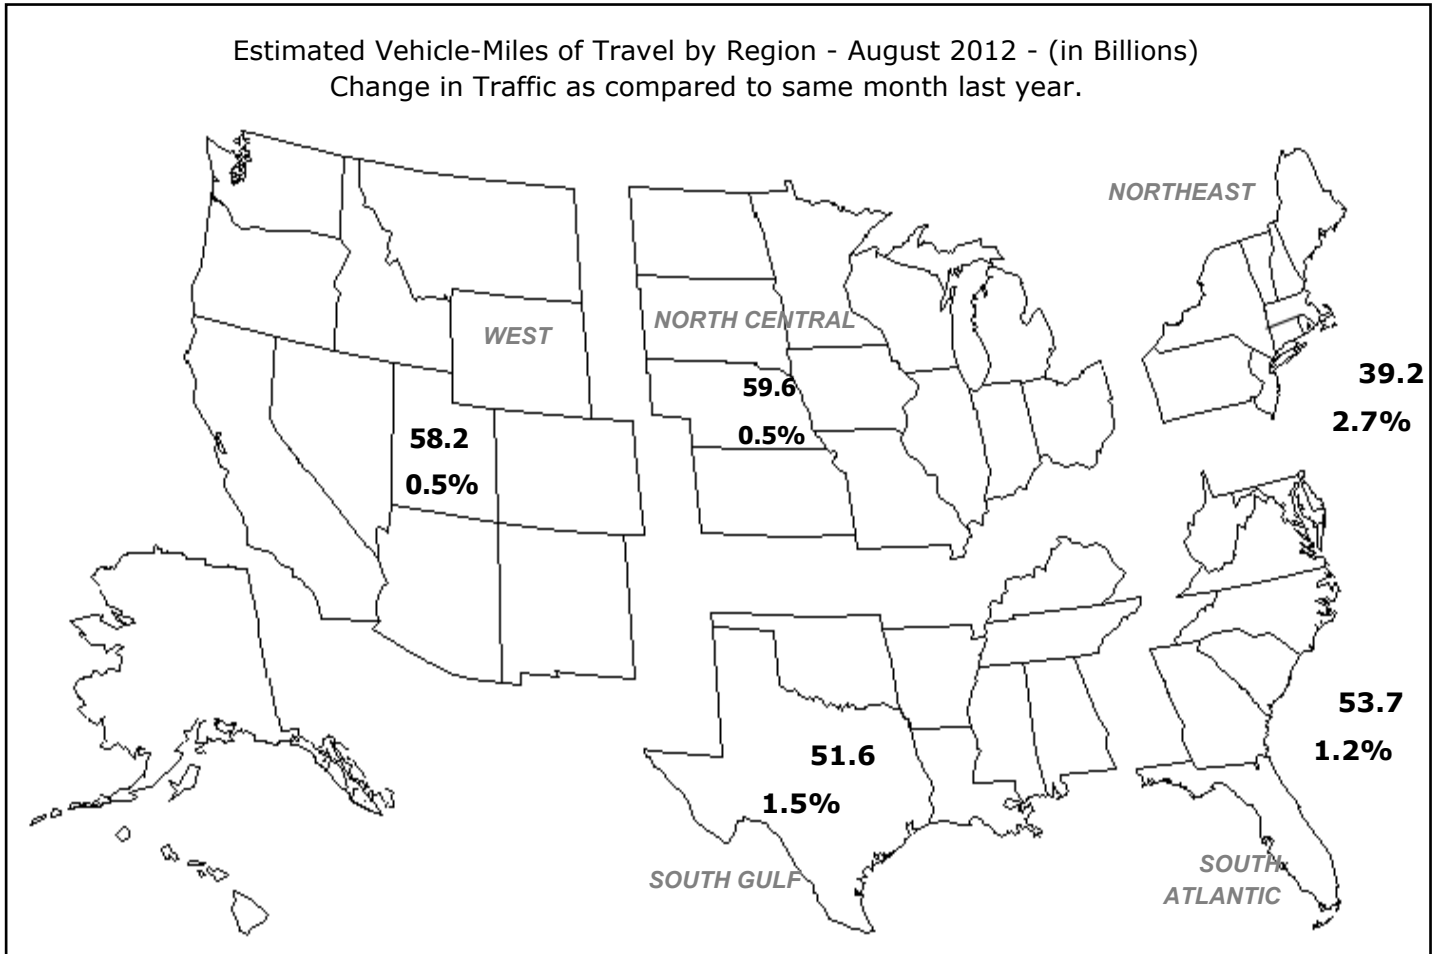 Estimated Vehicle-Miles of Travel by Region - August 2012 - (in Billions)
Change in Traffic as compared to same month last year.
NORTHEAST
39.2
2.7%
WEST
58.2
0.5%
NORTH CENTRAL
59.6
0.5%
SOUTH GULF
51.6
1.5%
SOUTH
ATLANTIC
53.7
1.2%